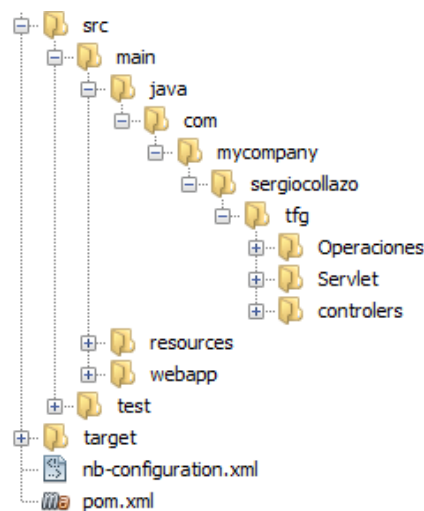 src
main
java
com
mycompany
sergiocollazo
tfg
Operaciones
Servlet
controlers
resources
webapp
test
target
nb-configuration.xml
pom.xml